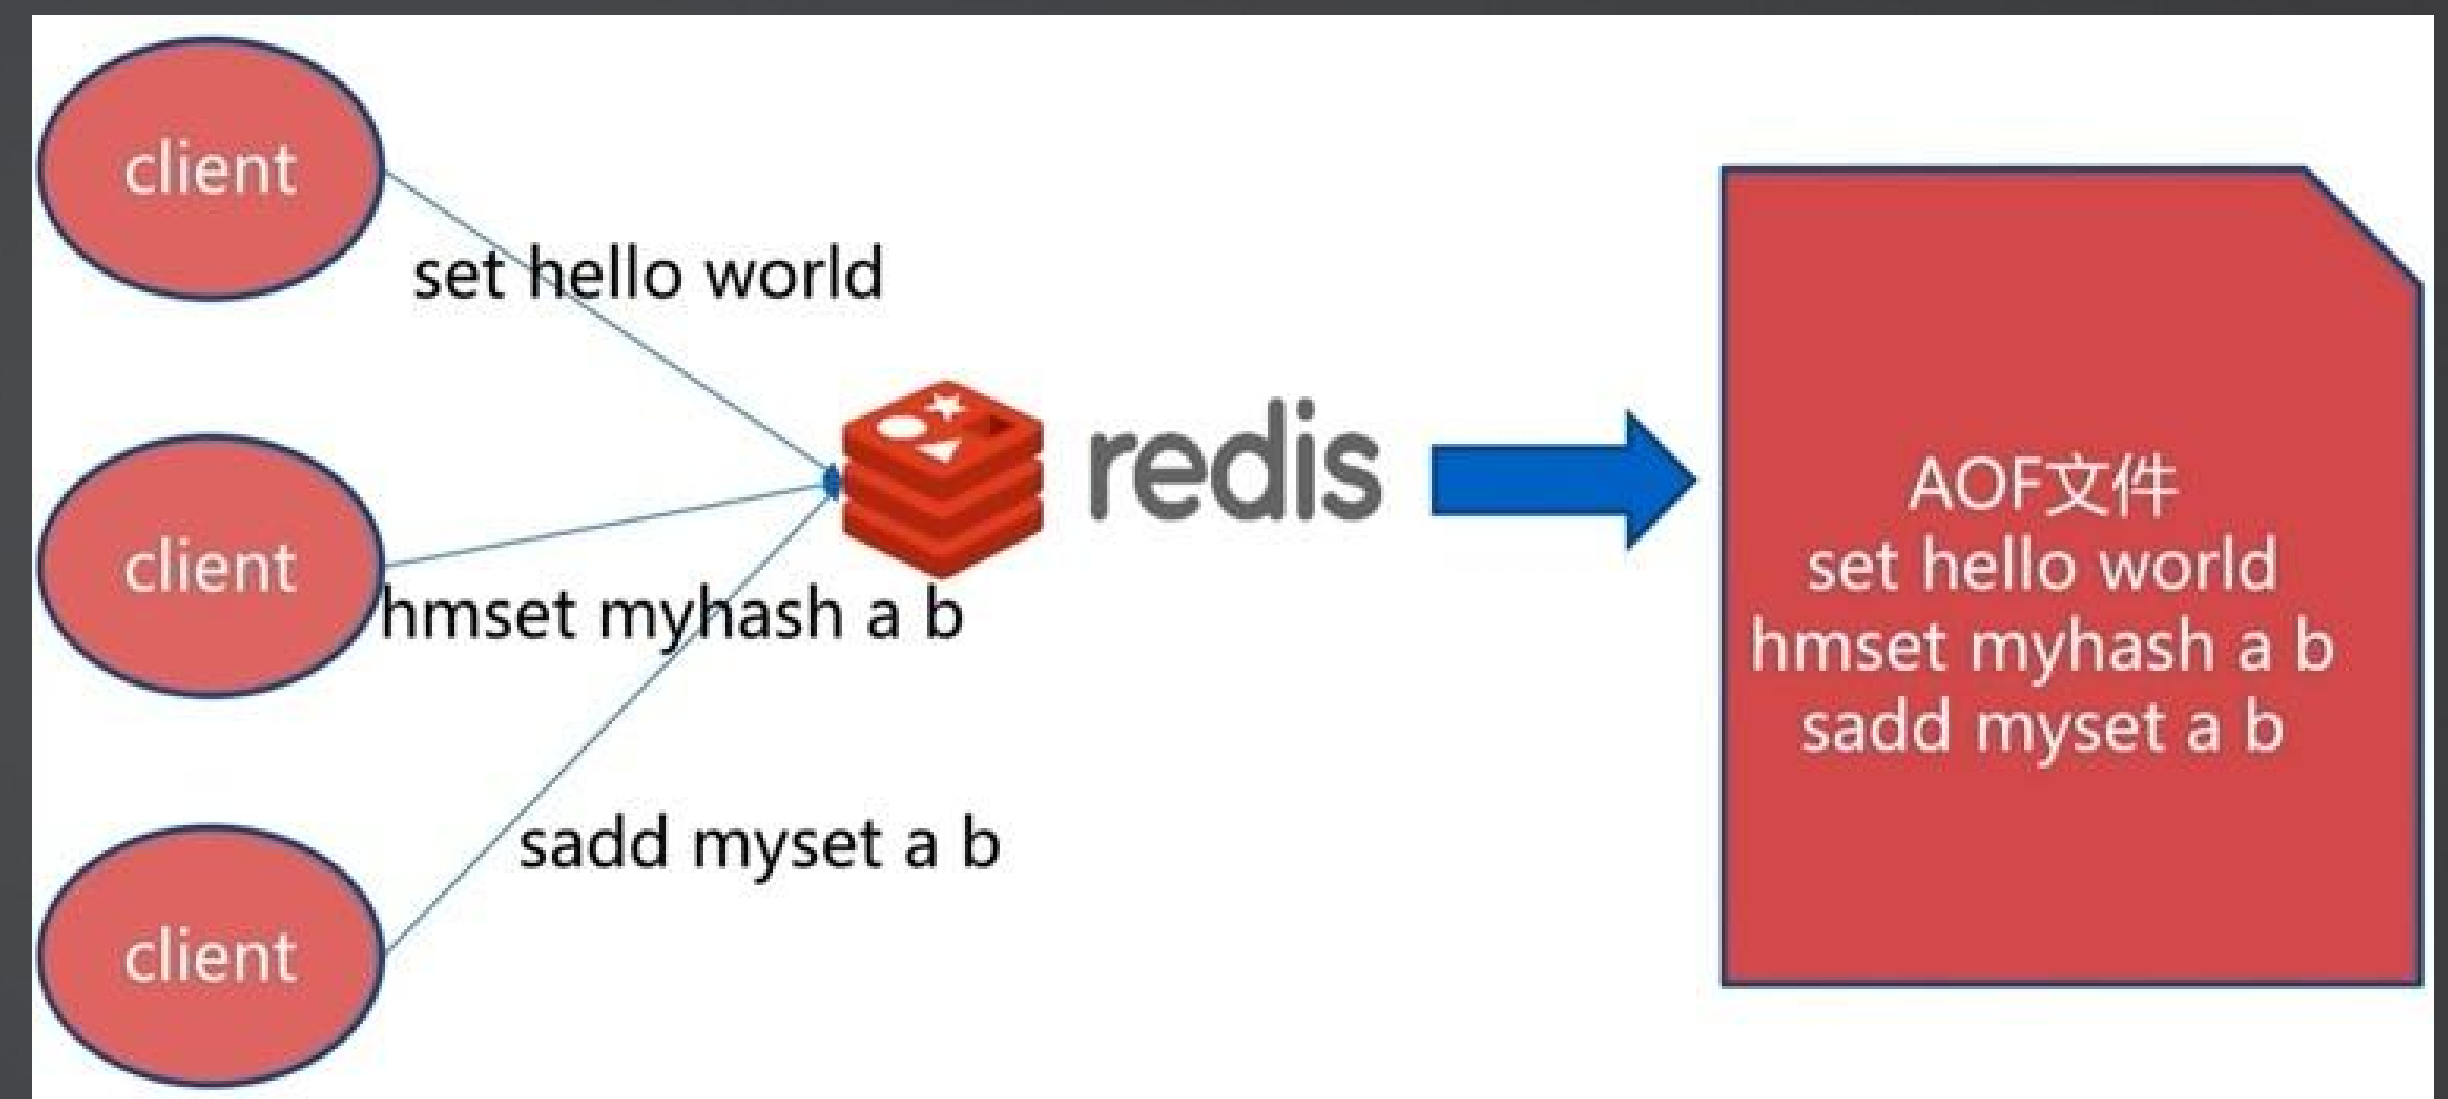 client
set hello world
client
hmset myhash a b
client
sadd myset a b
redis
AOF文件
set hello world
hmset myhash a b
sadd myset a b